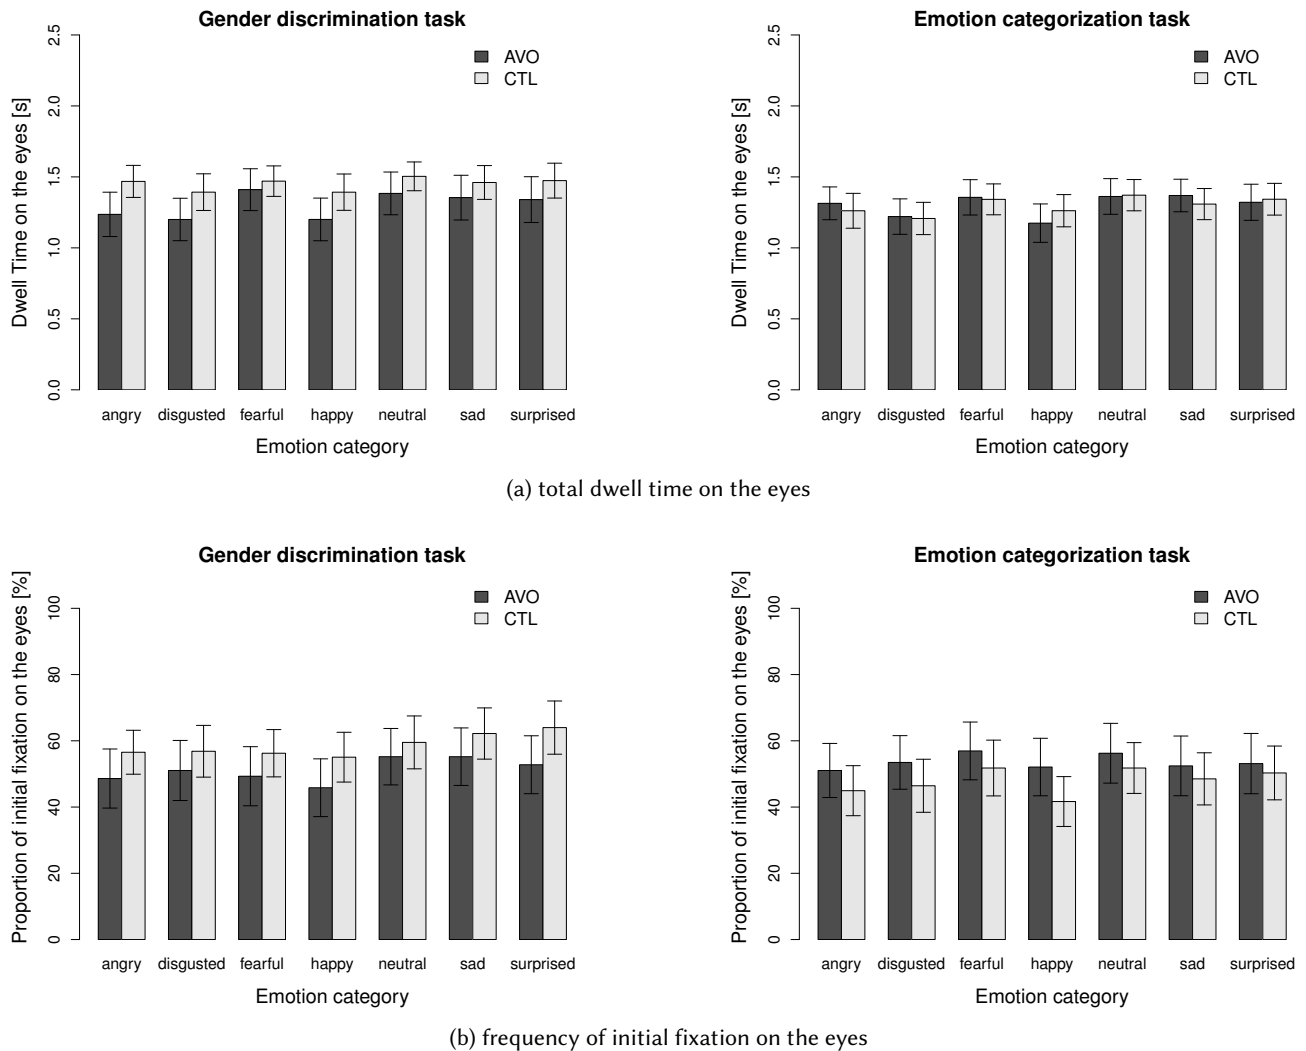 Gender discrimination task
AVO
CTL
Dwell Time on the eyes [s]
2.5
2.0
1.5
1.0
0.5
0.0
angry disgusted fearful happy neutral sad surprised
Emotion category
Emotion categorization task
AVO
CTL
Dwell Time on the eyes [s]
2.5
2.0
1.5
1.0
0.5
0.0
angry disgusted fearful happy neutral sad surprised
Emotion category
(a) total dwell time on the eyes
Gender discrimination task
AVO
CTL
Proportion of initial fixation on the eyes [%]
100
80
60
40
20
0
angry disgusted fearful happy neutral sad surprised
Emotion category
Emotion categorization task
AVO
CTL
Proportion of initial fixation on the eyes [%]
100
80
60
40
20
0
angry disgusted fearful happy neutral sad surprised
Emotion category
(b) frequency of initial fixation on the eyes